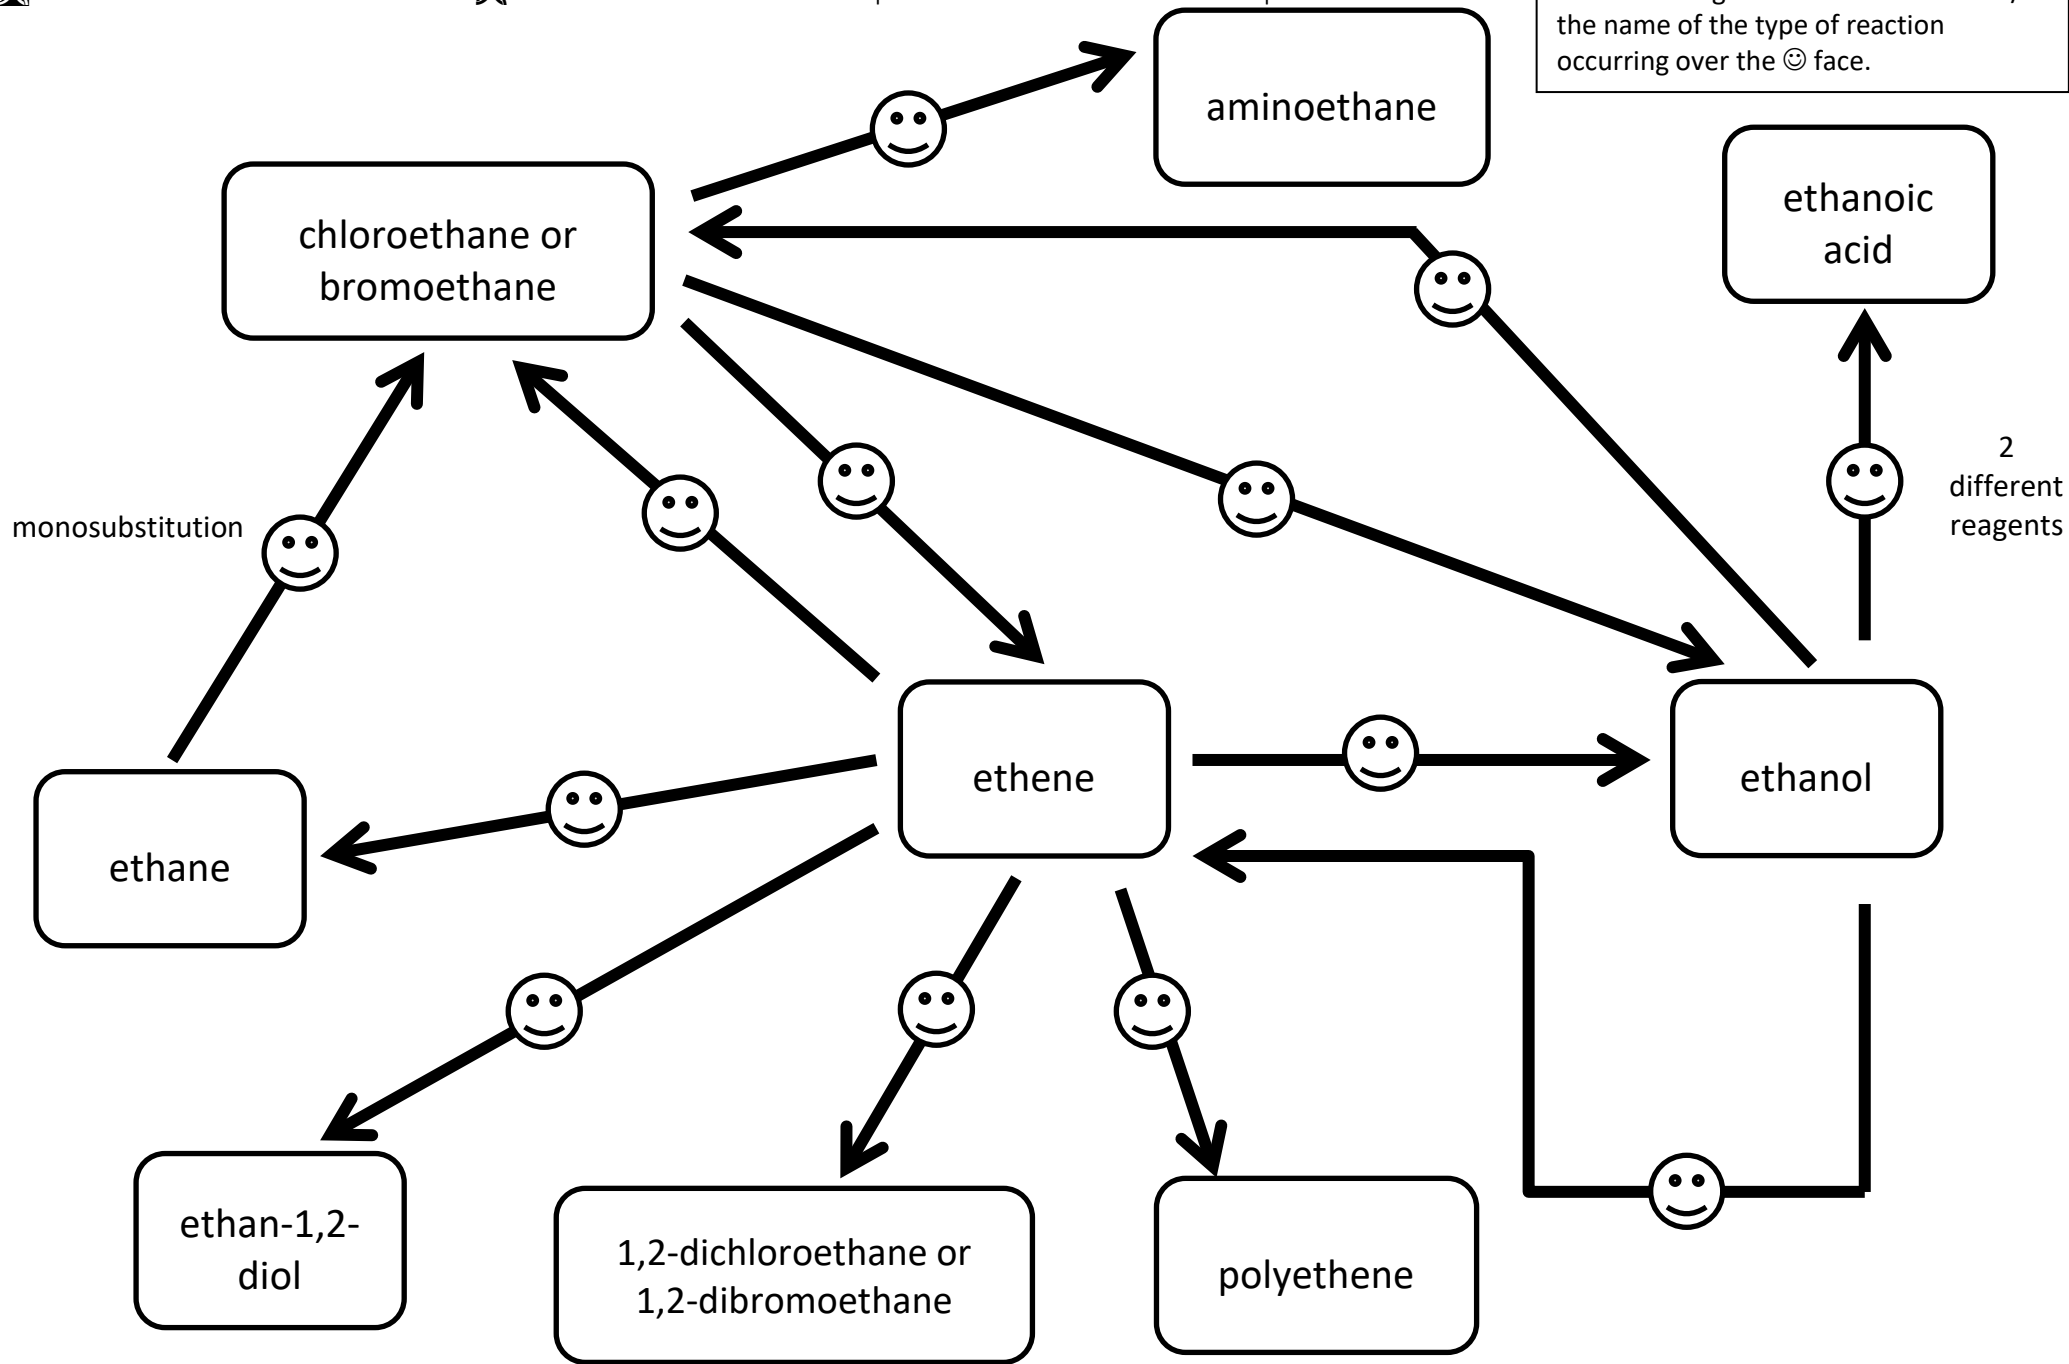 the name of the type of reaction
occurring over the ☺ face.
aminoethane
ethanoic
acid
chloroethane or
bromoethane
2
different
reagents
monosubstitution
ethene
ethanol
ethane
ethan-1,2-
diol
1,2-dichloroethane or
1,2-dibromoethane
polyethene